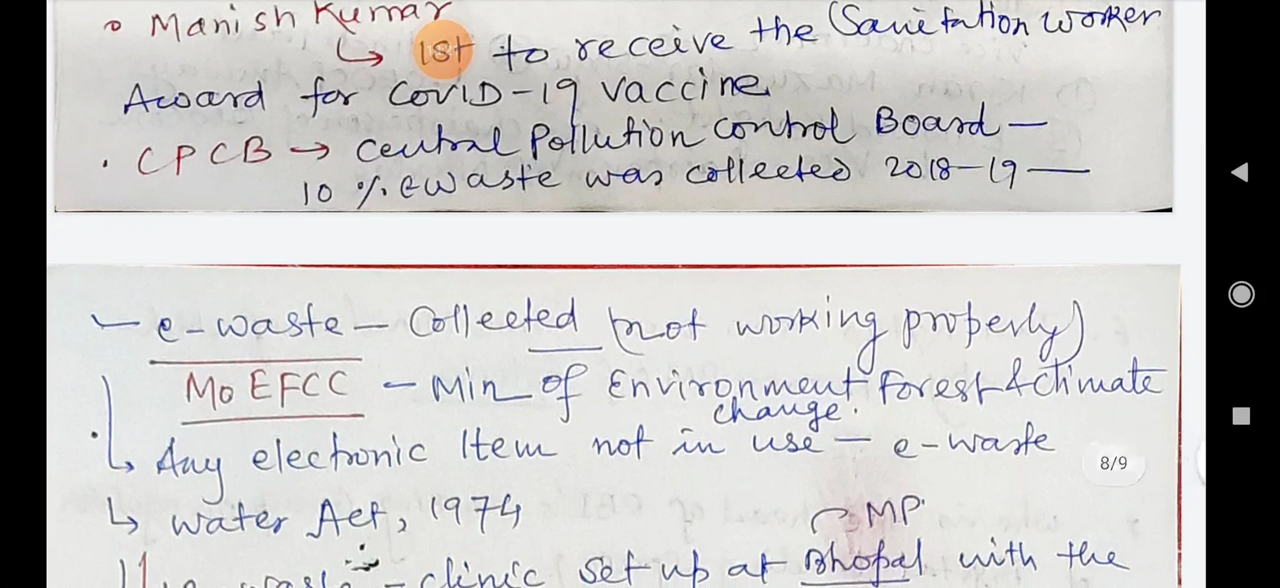 Manish Kumar
↳ 1st to receive the (Sanitation worker
Award for COVID-19 vaccine
. CPCB → Central Pollution Control Board —
10 % ewaste was collected 2018-19 —
e-waste - Collected (not working properly)
MoEFCC - Min of Environment Forest & Climate
change.
↳ Any electronic Item not in use - e-waste
8/9
↳ Water Act, 1974
→ MP
- clinic set up at Bhopal with the